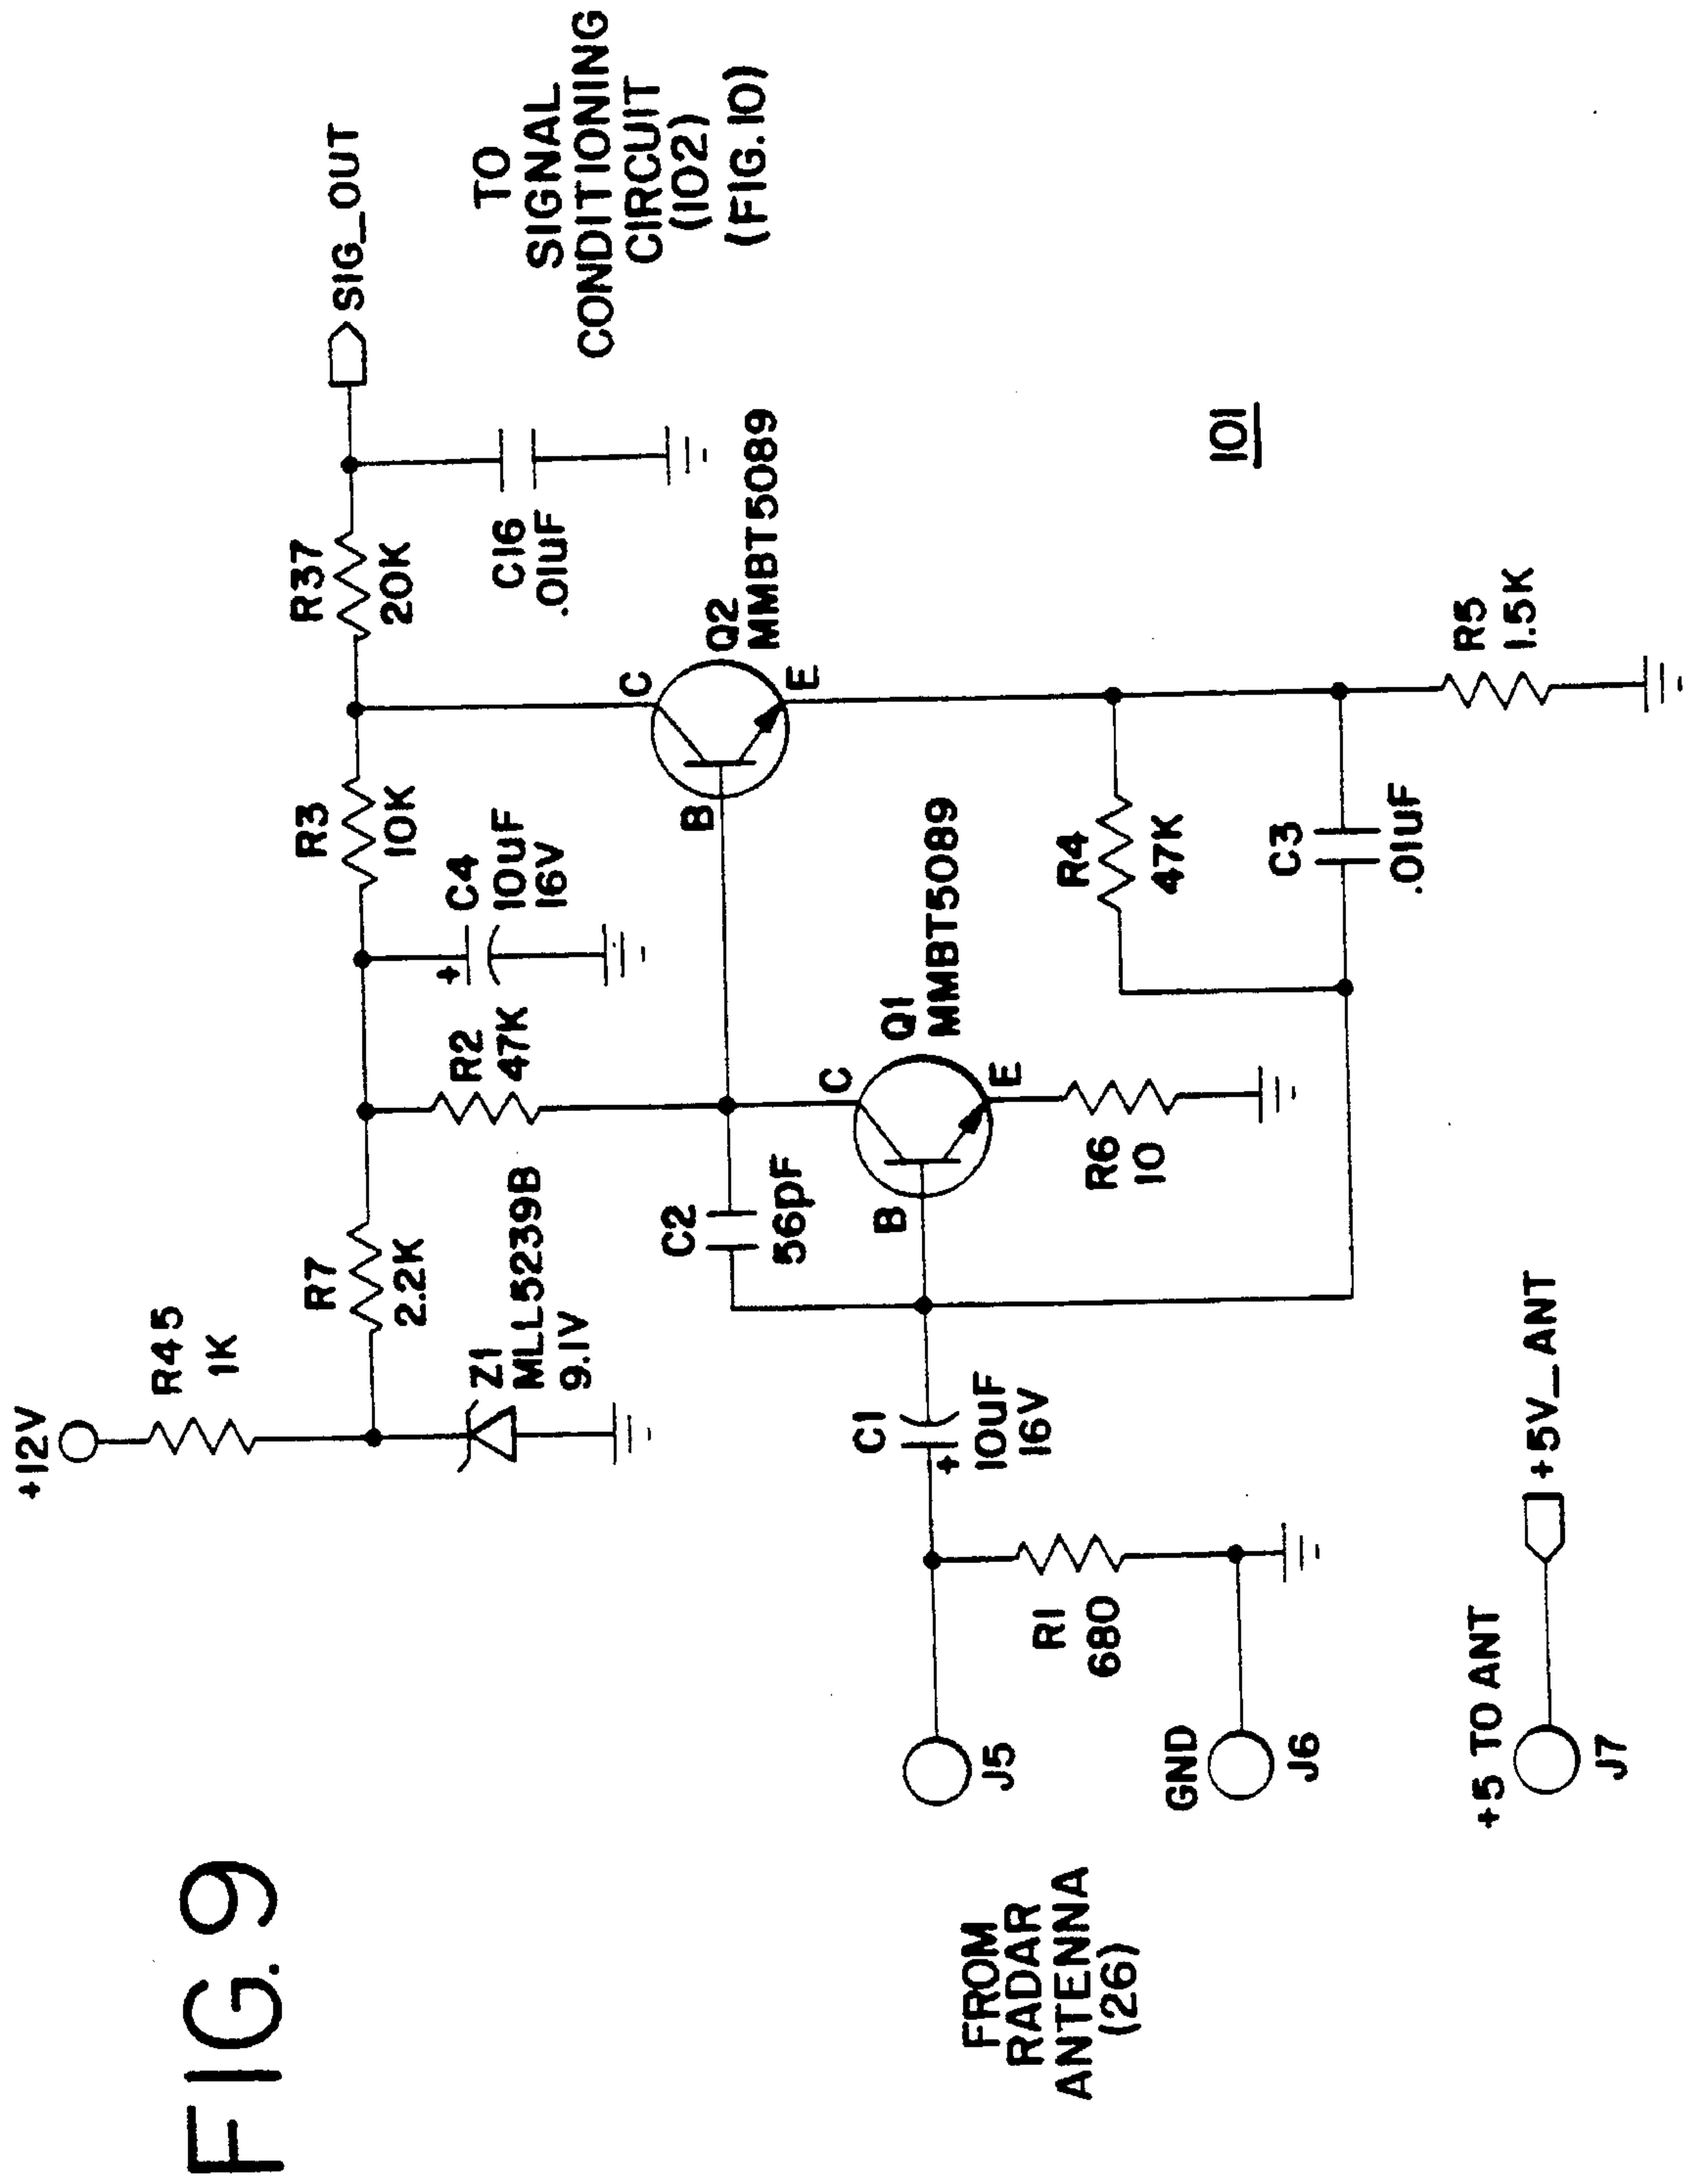 FIG.9
+12V
R45
1K
R7
2.2K
Z1
MLL5239B
9.1V
R2
47K
C4
+
10uF
16V
R3
10K
R37
20K
SIG_OUT
C16
.01uF
TO
SIGNAL
CONDITIONING
CIRCUIT
(102)
(FIG.10)
C2
56pF
B
C
E
Q2
MMBT5089
C1
+
10uF
16V
B
C
E
Q1
MMBT5089
R6
10
R4
47K
C3
.01uF
R5
1.5K
101
FROM
RADAR
ANTENNA
(26)
J5
R1
680
GND
J6
+5 TO ANT
J7
+5V_ANT